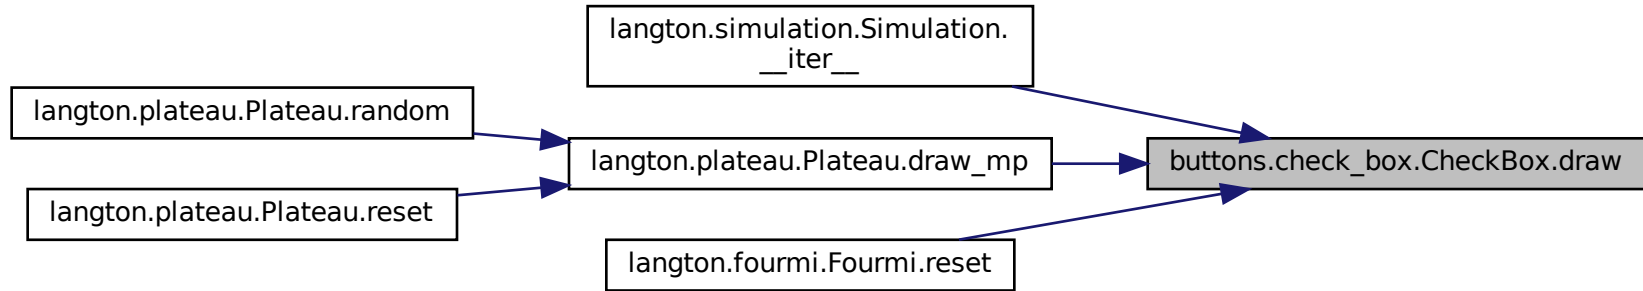 langton.simulation.Simulation.
__iter__
langton.plateau.Plateau.random
langton.plateau.Plateau.draw_mp
buttons.check_box.CheckBox.draw
langton.plateau.Plateau.reset
langton.fourmi.Fourmi.reset